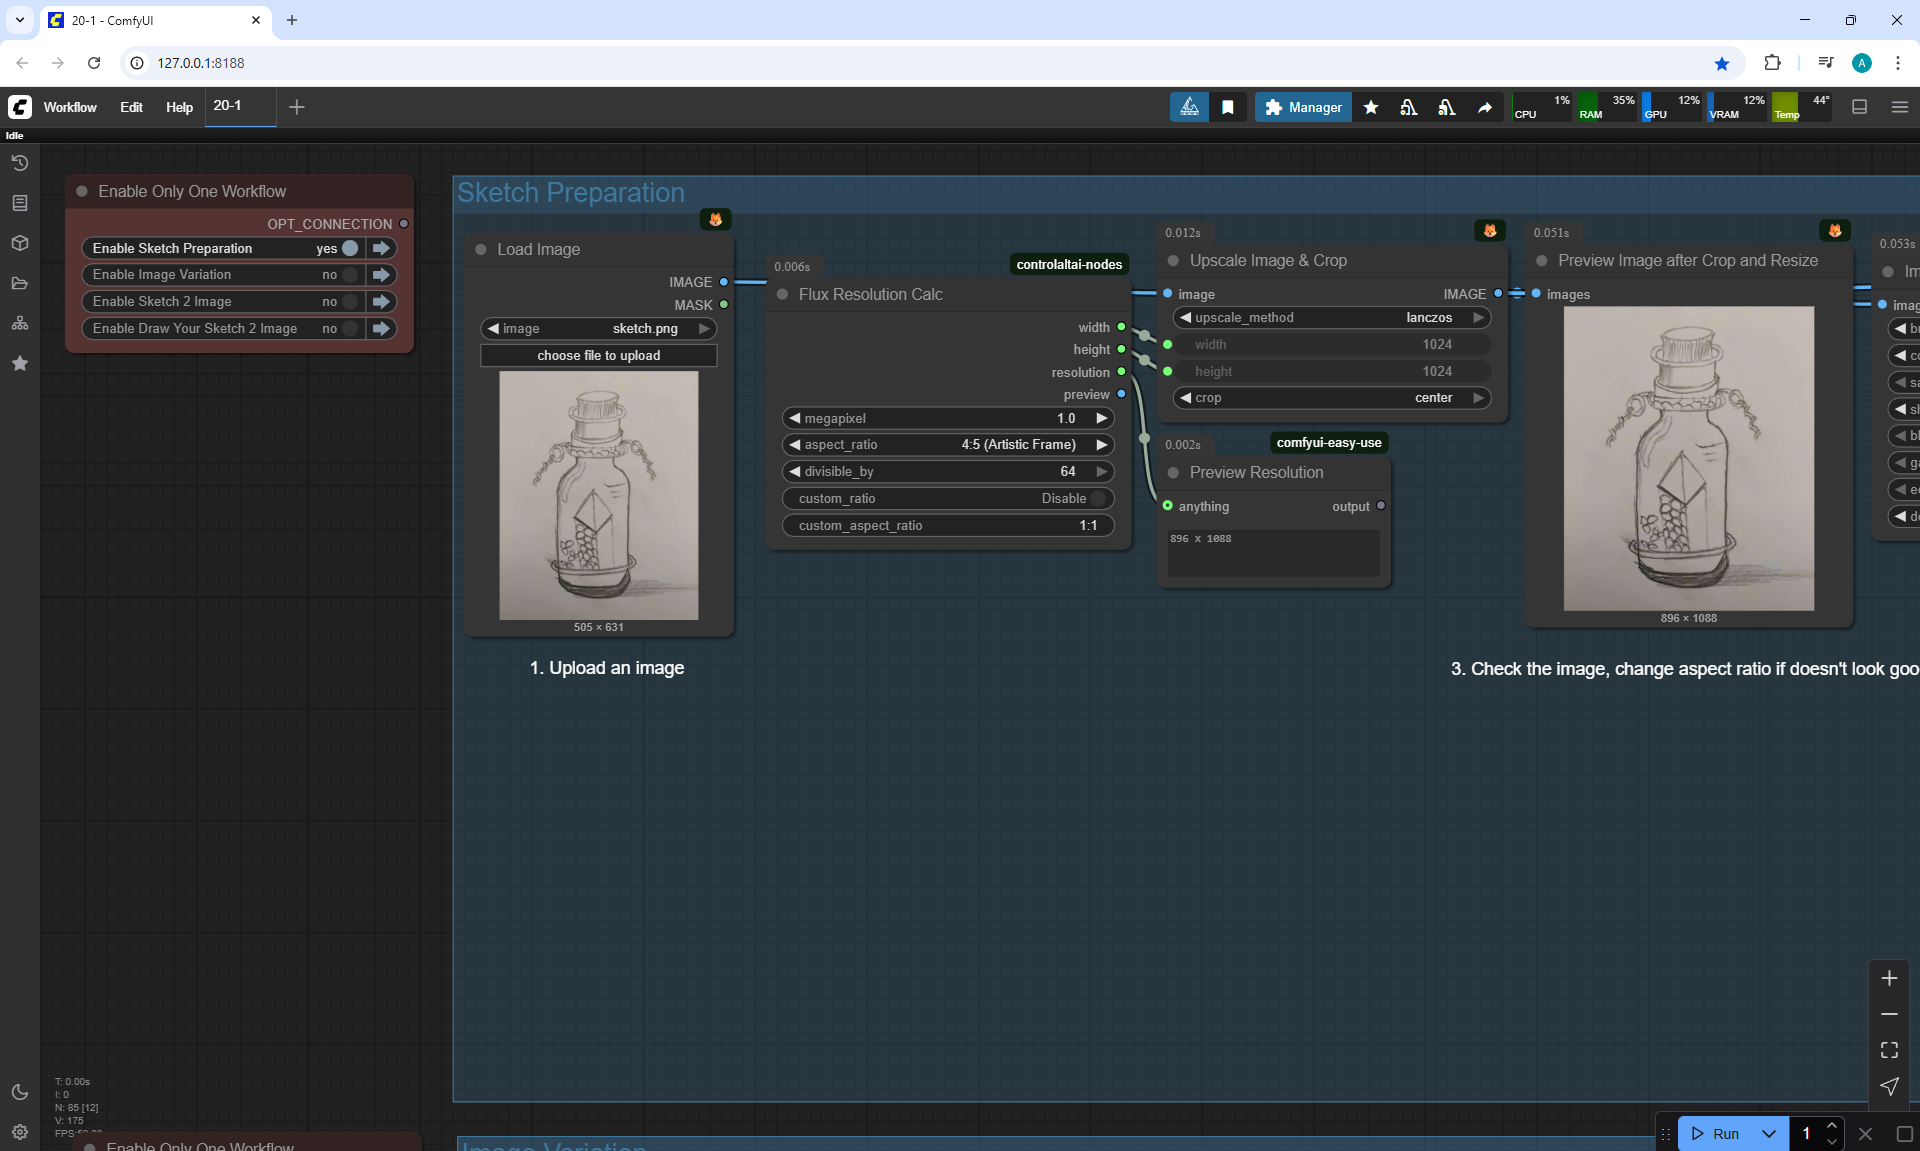 20-1 - ComfyUI
127.0.0.1:8188
A
Workflow Edit Help 20-1
Manager
CPU 1% RAM 35% GPU 12% VRAM 12% Temp 44°
Idle
Enable Only One Workflow
OPT_CONNECTION
Enable Sketch Preparation yes
Enable Image Variation no
Enable Sketch 2 Image no
Enable Draw Your Sketch 2 Image no
Sketch Preparation
Load Image
IMAGE
MASK
image sketch.png
choose file to upload
505 × 631
1. Upload an image
0.006s
controlaltai-nodes
Flux Resolution Calc
width
height
resolution
preview
megapixel 1.0
aspect_ratio 4:5 (Artistic Frame)
divisible_by 64
custom_ratio Disable
custom_aspect_ratio 1:1
0.012s
Upscale Image & Crop
image IMAGE
upscale_method lanczos
width 1024
height 1024
crop center
0.002s
comfyui-easy-use
Preview Resolution
anything output
896 x 1088
0.051s
Preview Image after Crop and Resize
images
896 × 1088
3. Check the image, change aspect ratio if doesn't look goo
0.053s
Im
imag
br
co
sa
sh
bl
ga
ed
de
T: 0.00s
I: 0
N: 85 [12]
V: 175
FPS:
Enable Only One Workflow
Image Variation
Run 1